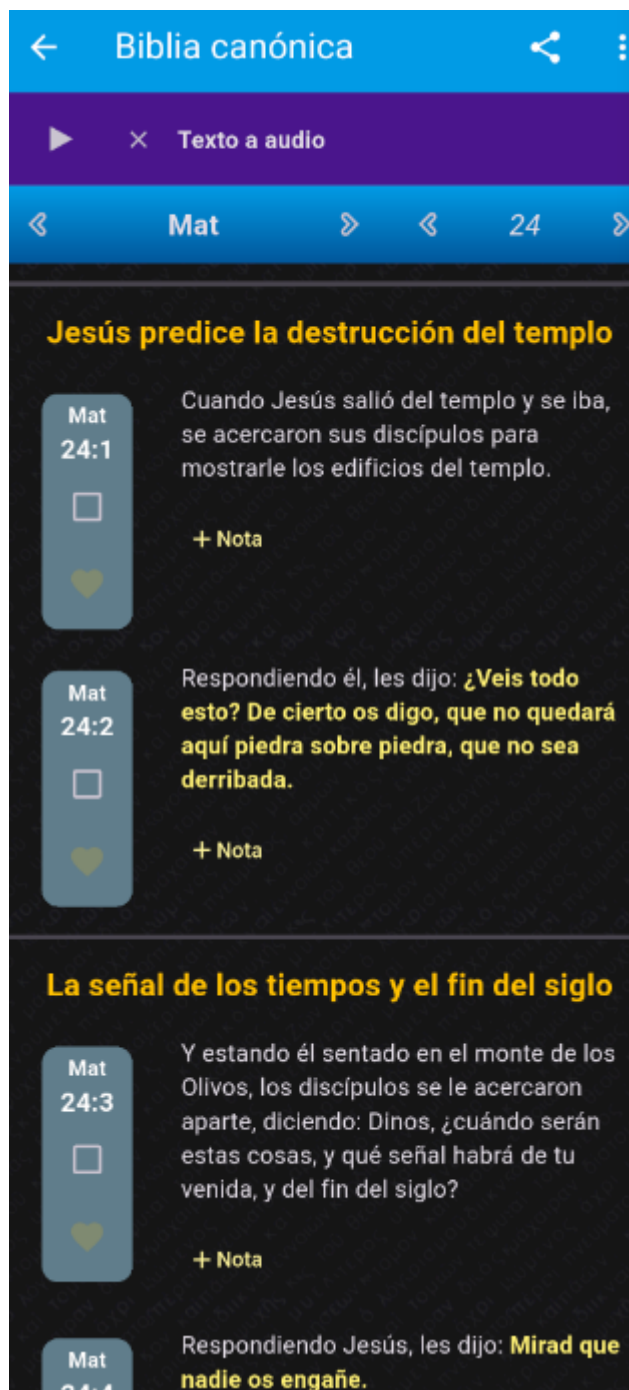 Biblia canónica
Texto a audio
Mat
24
Jesús predice la destrucción del templo
Mat
24:1
Cuando Jesús salió del templo y se iba,
se acercaron sus discípulos para
mostrarle los edificios del templo.
+ Nota
Mat
24:2
Respondiendo él, les dijo: ¿Veis todo
esto? De cierto os digo, que no quedará
aquí piedra sobre piedra, que no sea
derribada.
+ Nota
La señal de los tiempos y el fin del siglo
Mat
24:3
Y estando él sentado en el monte de los
Olivos, los discípulos se le acercaron
aparte, diciendo: Dinos, ¿cuándo serán
estas cosas, y qué señal habrá de tu
venida, y del fin del siglo?
+ Nota
Mat
24:4
Respondiendo Jesús, les dijo: Mirad que
nadie os engañe.